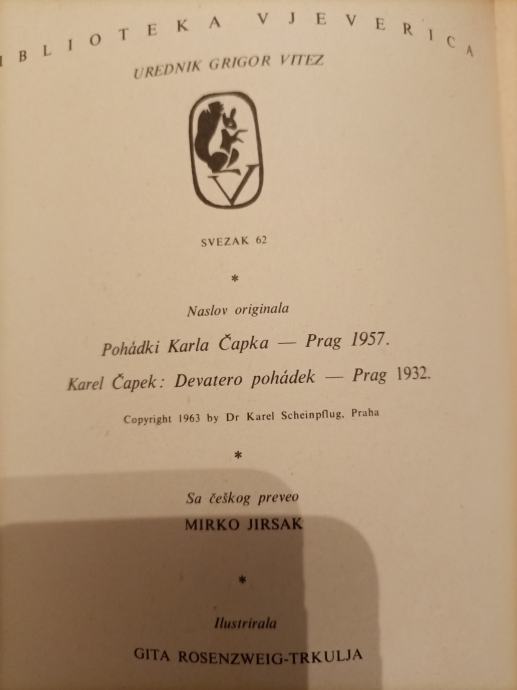 BIBLIOTEKA VJEVERICA
UREDNIK GRIGOR VITEZ
V
SVEZAK 62
*
Naslov originala
Pohádki Karla Čapka — Prag 1957.
Karel Čapek: Devatero pohádek — Prag 1932.
Copyright 1963 by Dr Karel Scheinpflug, Praha
*
Sa češkog preveo
MIRKO JIRSAK
*
Ilustrirala
GITA ROSENZWEIG-TRKULJA